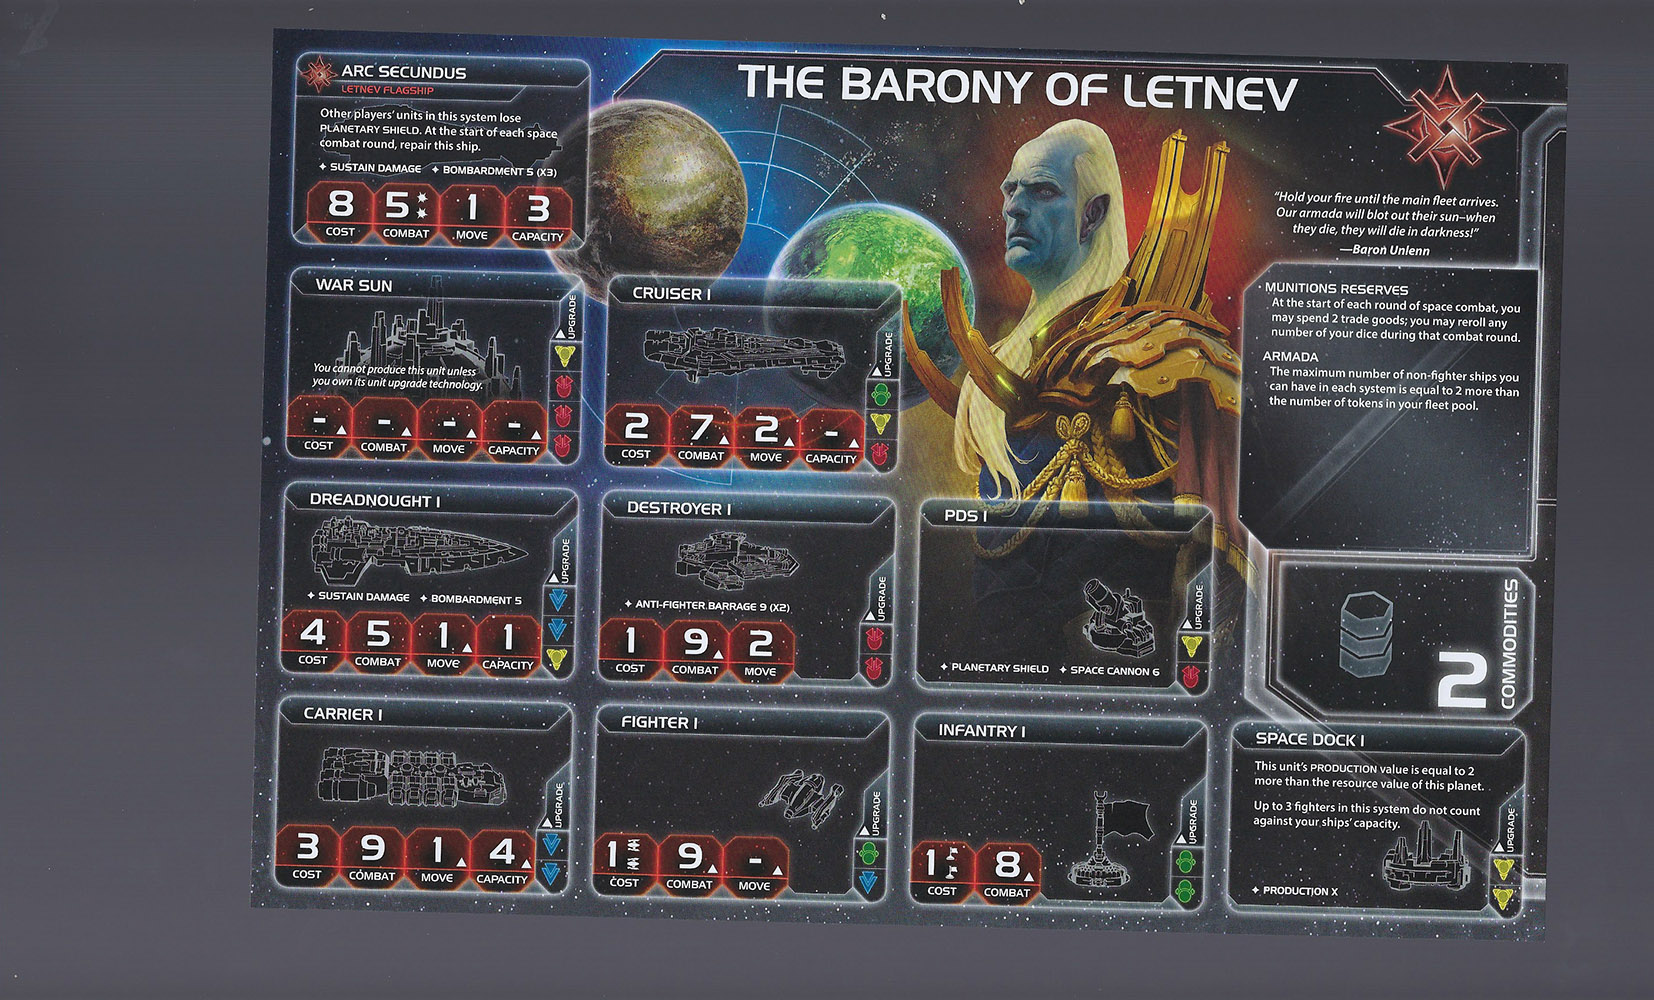 THE BARONY OF LETNEV
ARC SECUNDUS
LETNEV FLAGSHIP
Other players' units in this system lose
PLANETARY SHIELD. At the start of each space
combat round, repair this ship.
SUSTAIN DAMAGE BOMBARDMENT 5 (X3)
8 5 1 3
COST COMBAT MOVE CAPACITY
"Hold your fire until the main fleet arrives.
Our armada will blot out their sun–when
they die, they will die in darkness!"
—Baron Unlenn
WAR SUN
You cannot produce this unit unless
you own its unit upgrade technology.
- - - -
COST COMBAT MOVE CAPACITY
UPGRADE
CRUISER I
2 7 2 -
COST COMBAT MOVE CAPACITY
UPGRADE
MUNITIONS RESERVES
At the start of each round of space combat, you
may spend 2 trade goods; you may reroll any
number of your dice during that combat round.
ARMADA
The maximum number of non-fighter ships you
can have in each system is equal to 2 more than
the number of tokens in your fleet pool.
DREADNOUGHT I
SUSTAIN DAMAGE BOMBARDMENT 5
4 5 1 1
COST COMBAT MOVE CAPACITY
UPGRADE
DESTROYER I
ANTI-FIGHTER BARRAGE 9 (X2)
1 9 2
COST COMBAT MOVE
UPGRADE
PDS I
PLANETARY SHIELD SPACE CANNON 6
UPGRADE
2
COMMODITIES
CARRIER I
3 9 1 4
COST COMBAT MOVE CAPACITY
UPGRADE
FIGHTER I
1 9 -
COST COMBAT MOVE
UPGRADE
INFANTRY I
1 8
COST COMBAT
UPGRADE
SPACE DOCK I
This unit's PRODUCTION value is equal to 2
more than the resource value of this planet.
Up to 3 fighters in this system do not count
against your ships' capacity.
PRODUCTION X
UPGRADE